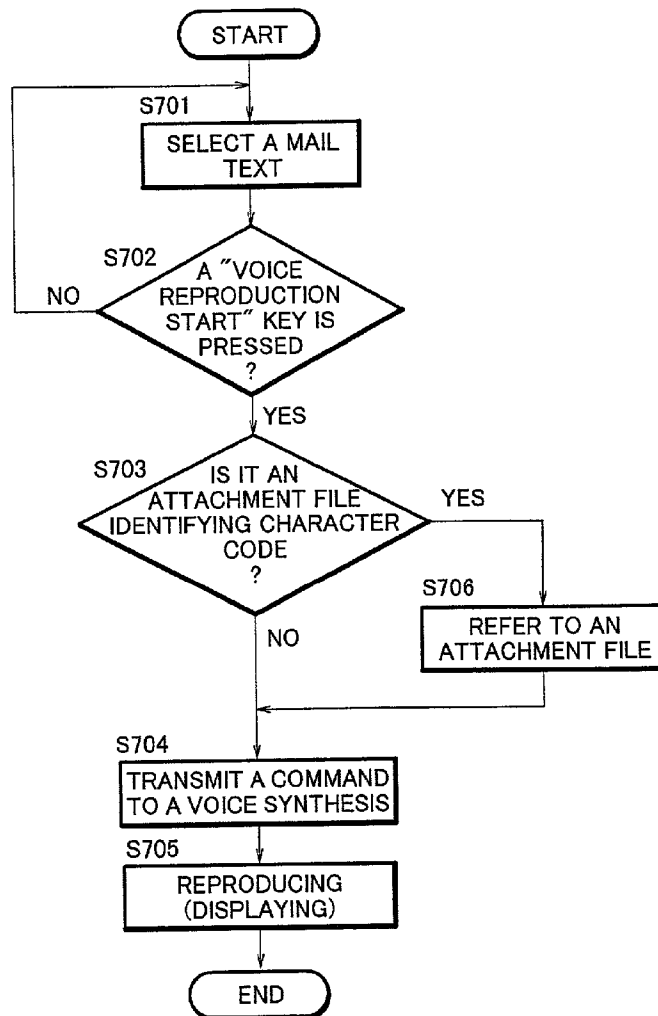 START
S701
SELECT A MAIL
TEXT
S702
A "VOICE
REPRODUCTION
START" KEY IS
PRESSED
?
NO
YES
S703
IS IT AN
ATTACHMENT FILE
IDENTIFYING CHARACTER
CODE
?
YES
NO
S706
REFER TO AN
ATTACHMENT FILE
S704
TRANSMIT A COMMAND
TO A VOICE SYNTHESIS
S705
REPRODUCING
(DISPLAYING)
END